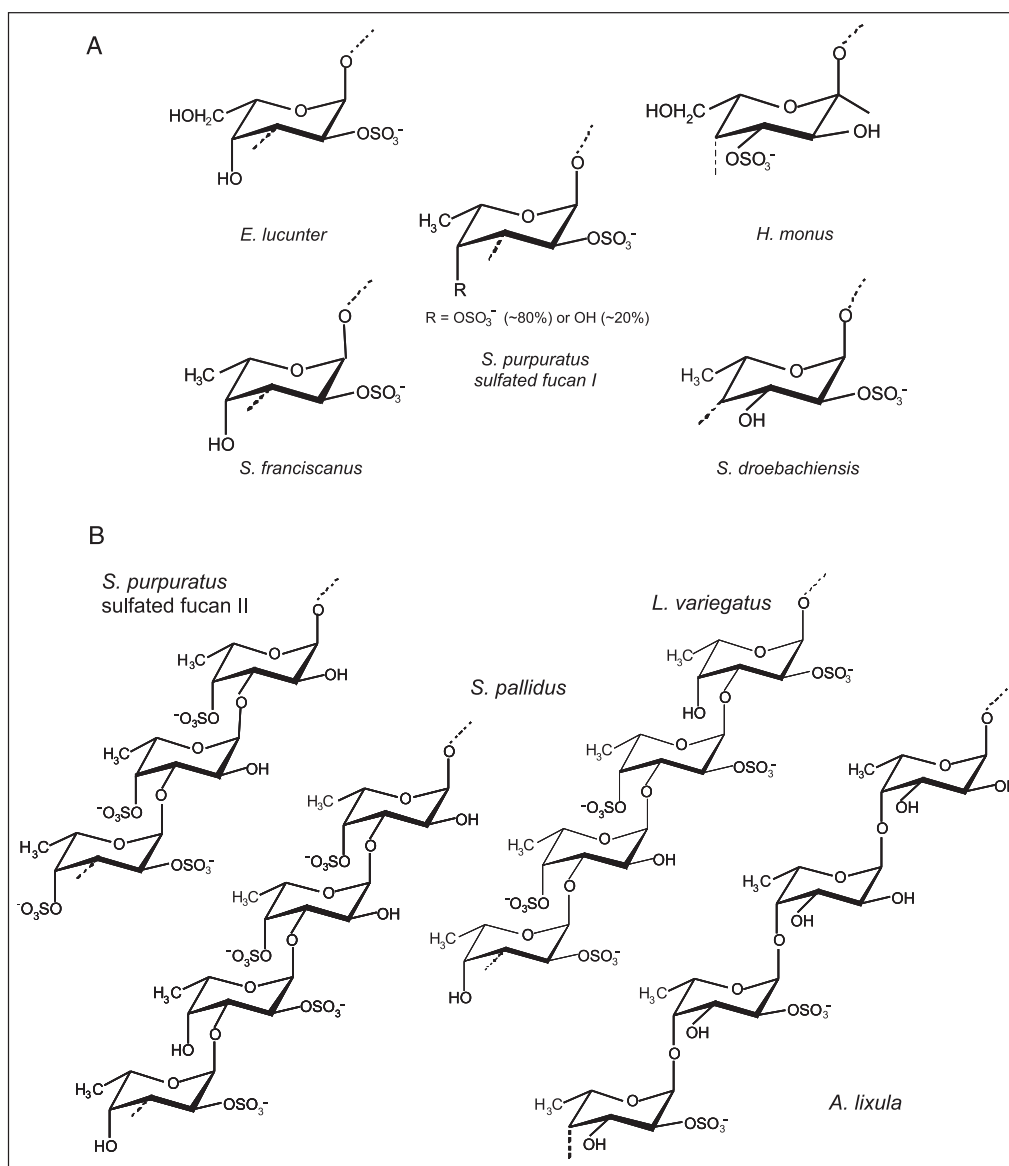 A
O
HOH₂C
O
OSO₃⁻
HO
E. lucunter
O
HOH₂C
O
OH
OSO₃⁻
H. monus
O
H₃C
O
OSO₃⁻
R
R = OSO₃⁻ (~80%) or OH (~20%)
S. purpuratus
sulfated fucan I
O
H₃C
O
OSO₃⁻
HO
S. franciscanus
O
H₃C
O
OSO₃⁻
OH
S. droebachiensis
B
S. purpuratus
sulfated fucan II
O
H₃C
O
OH
⁻O₃SO
O
H₃C
O
OH
⁻O₃SO
O
H₃C
O
OSO₃⁻
⁻O₃SO
S. pallidus
O
H₃C
O
OH
⁻O₃SO
O
H₃C
O
OH
⁻O₃SO
O
H₃C
O
OSO₃⁻
HO
O
H₃C
O
OSO₃⁻
HO
L. variegatus
O
H₃C
O
OSO₃⁻
HO
O
H₃C
O
OSO₃⁻
⁻O₃SO
O
H₃C
O
OH
⁻O₃SO
O
H₃C
O
OSO₃⁻
HO
O
H₃C
O
OH
OH
O
H₃C
O
OH
OH
O
H₃C
O
OSO₃⁻
OH
O
H₃C
O
OSO₃⁻
OH
A. lixula